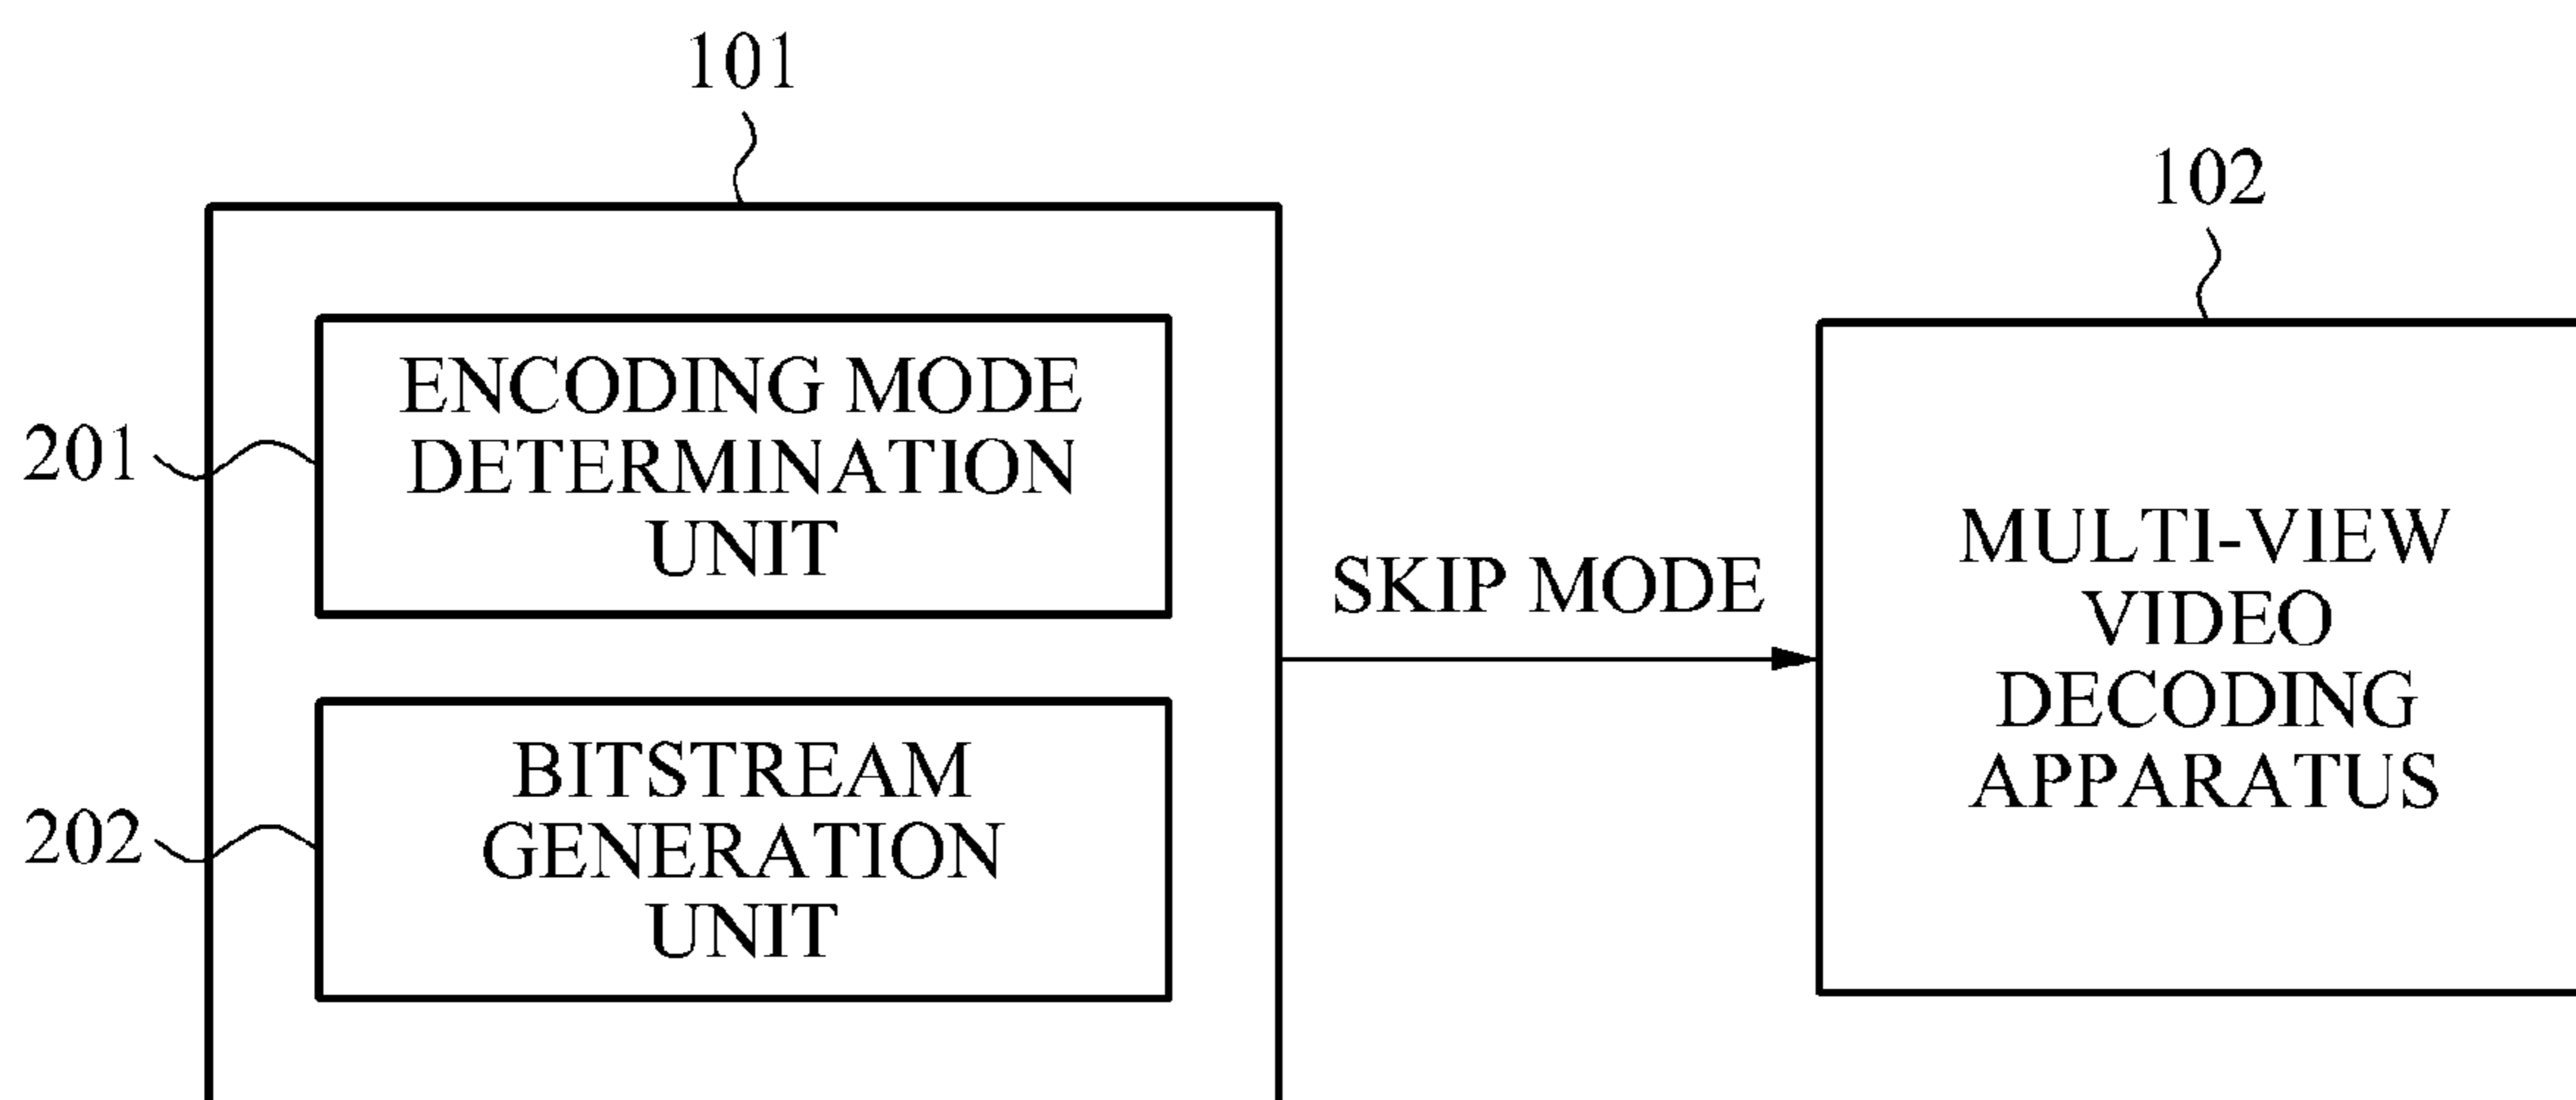 101
102
201
ENCODING MODE
DETERMINATION
UNIT
202
BITSTREAM
GENERATION
UNIT
SKIP MODE
MULTI-VIEW
VIDEO
DECODING
APPARATUS